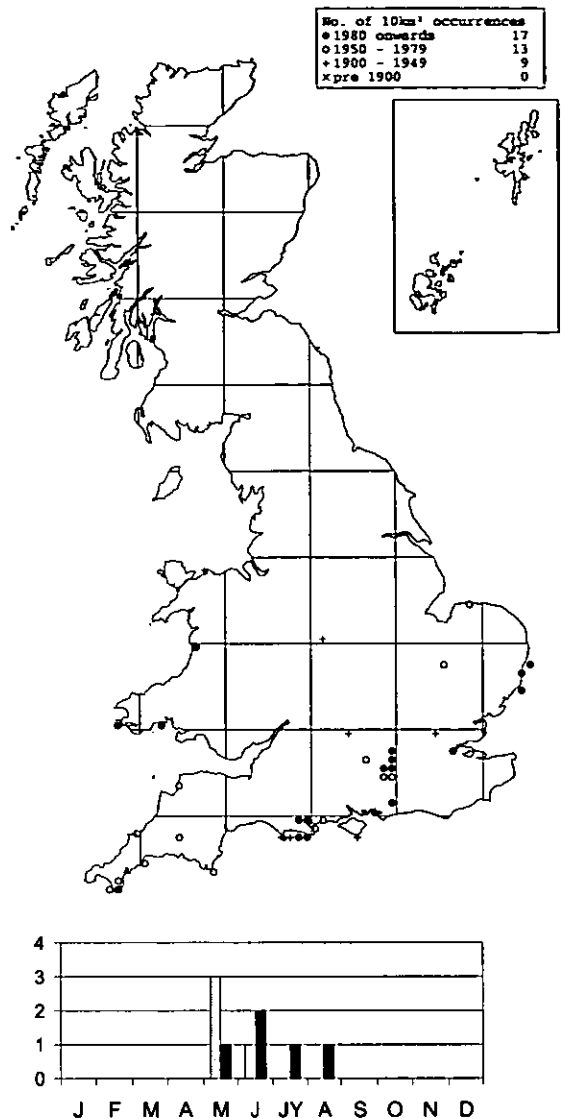 No. of 10km² occurrences
● 1980 onwards 17
○ 1950 - 1979 13
+ 1900 - 1949 9
× pre 1900 0
4
3
2
1
0
J F M A M J JY A S O N D